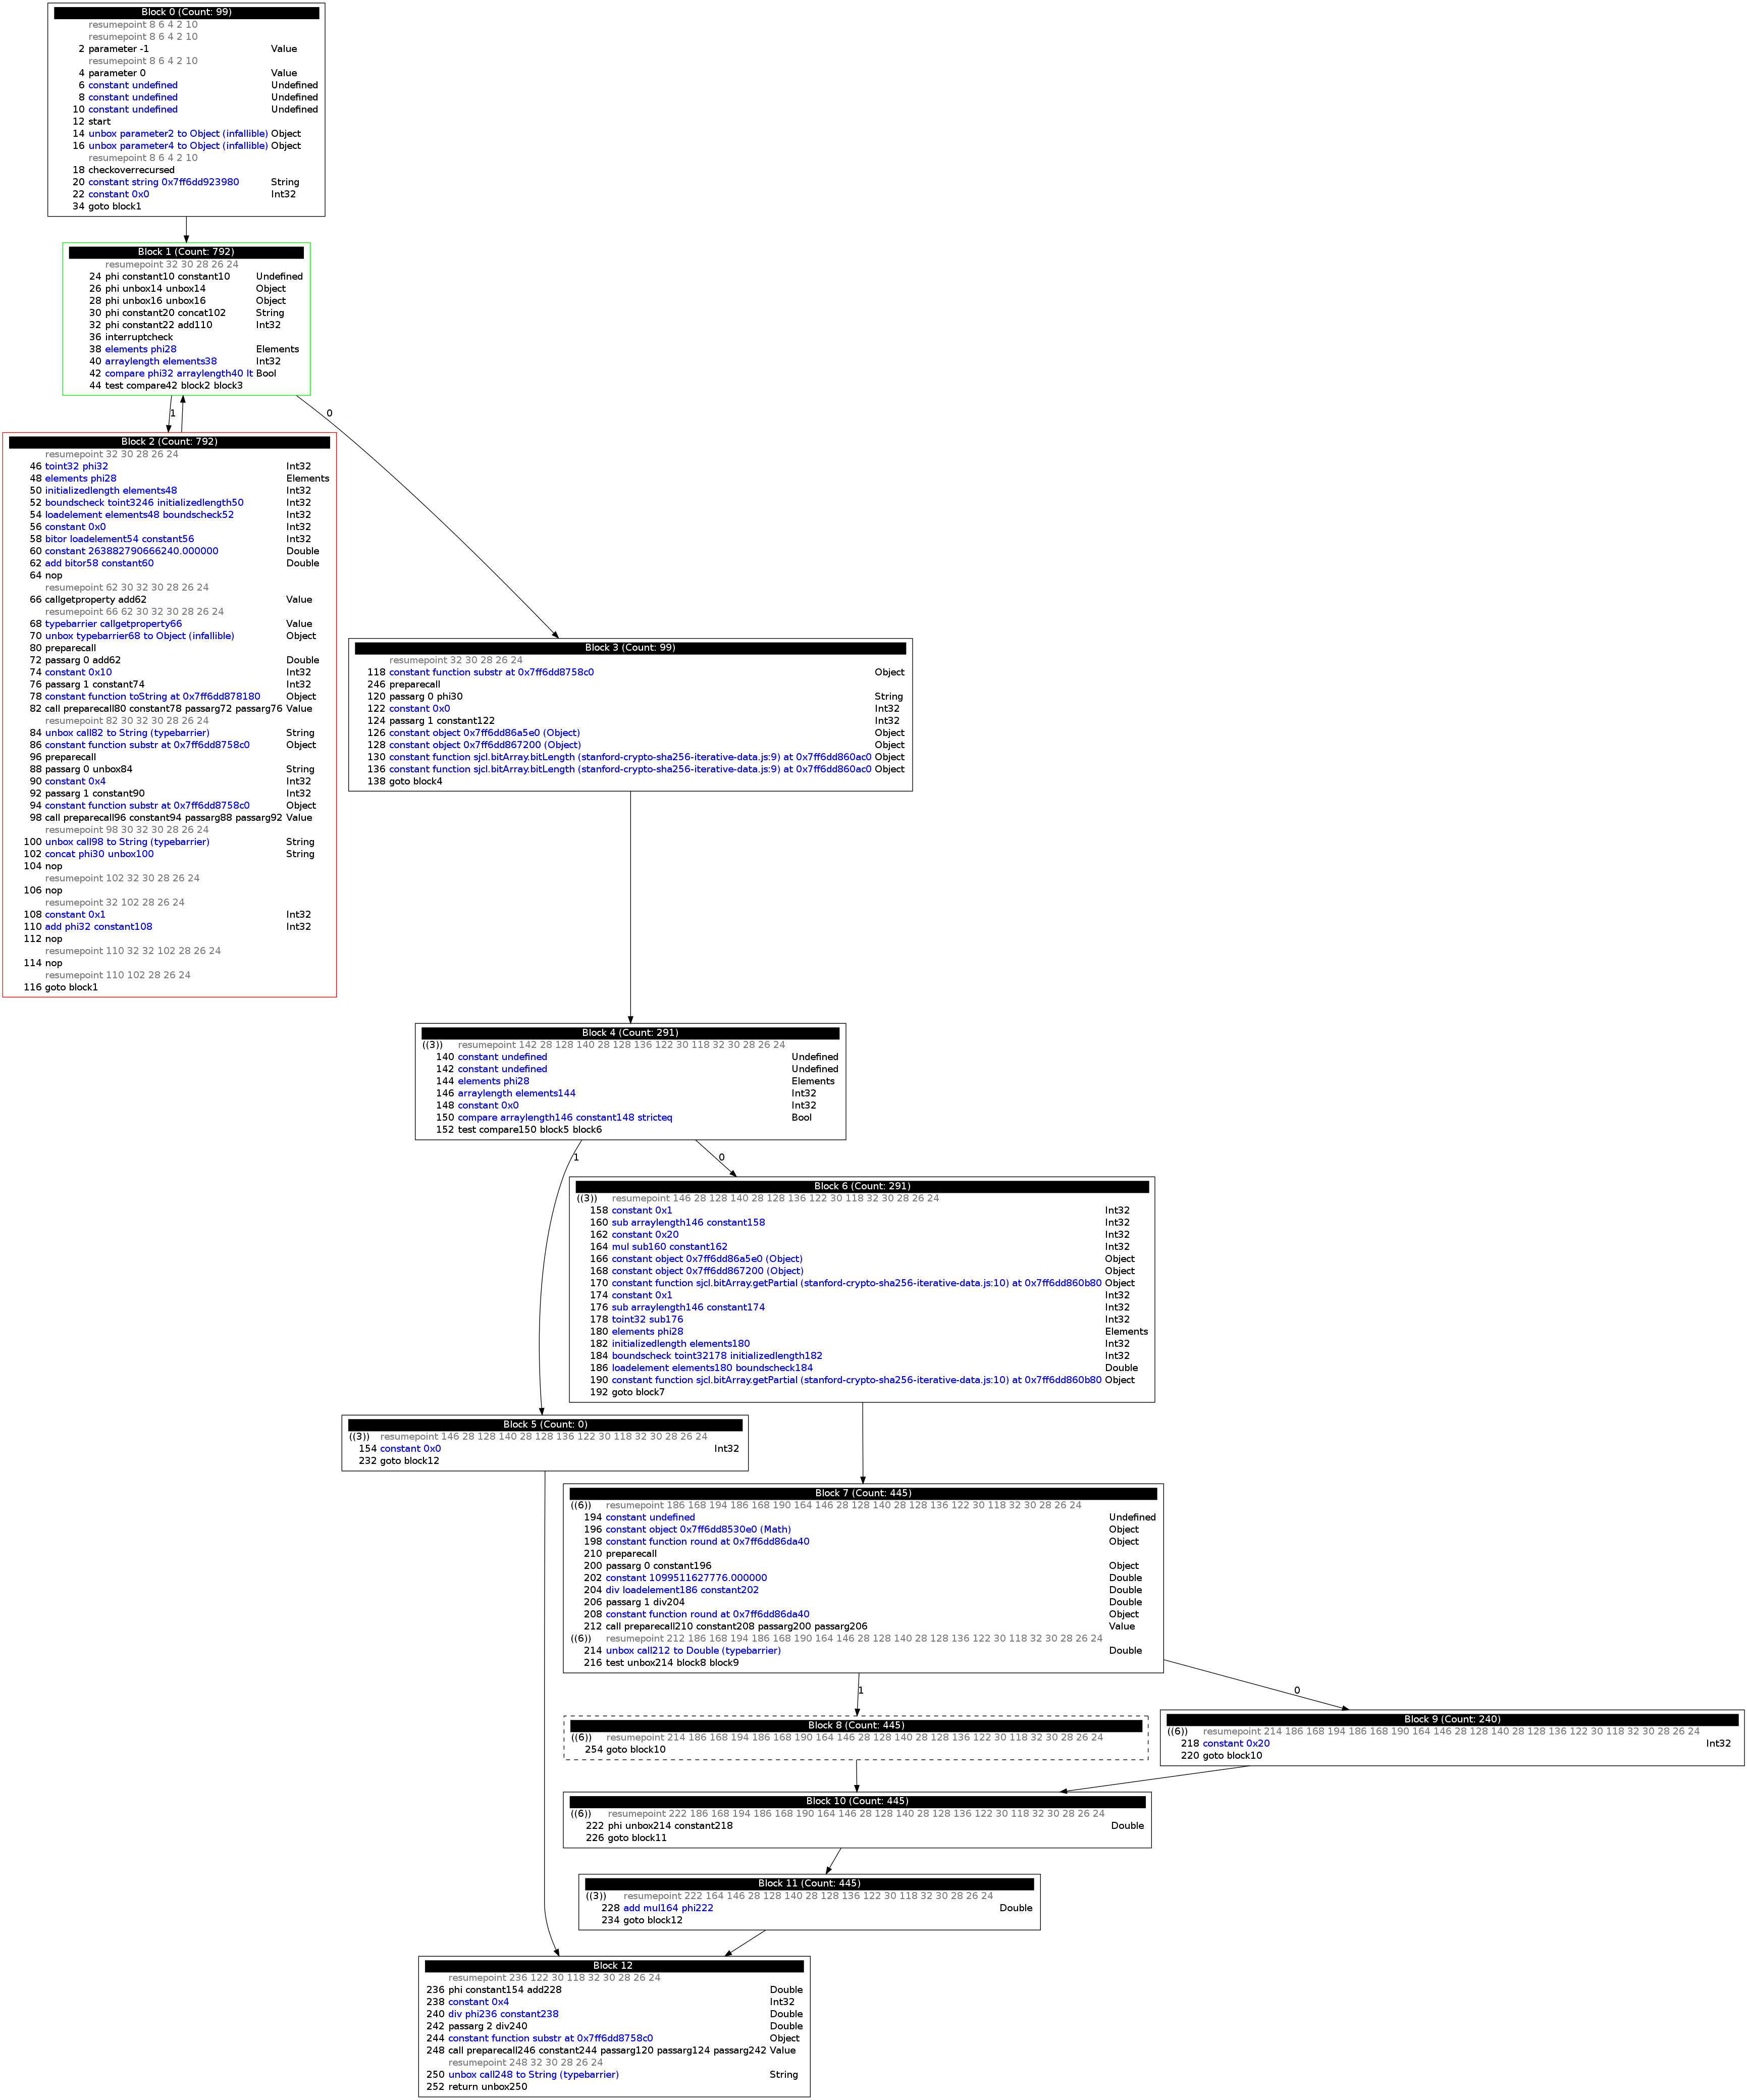 Block 0 (Count: 99)
resumepoint 8 6 4 2 10
resumepoint 8 6 4 2 10
2 parameter -1 Value
resumepoint 8 6 4 2 10
4 parameter 0 Value
6 constant undefined Undefined
8 constant undefined Undefined
10 constant undefined Undefined
12 start
14 unbox parameter2 to Object (infallible) Object
16 unbox parameter4 to Object (infallible) Object
resumepoint 8 6 4 2 10
18 checkoverrecursed
20 constant string 0x7ff6dd923980 String
22 constant 0x0 Int32
34 goto block1
Block 1 (Count: 792)
resumepoint 32 30 28 26 24
24 phi constant10 constant10 Undefined
26 phi unbox14 unbox14 Object
28 phi unbox16 unbox16 Object
30 phi constant20 concat102 String
32 phi constant22 add110 Int32
36 interruptcheck
38 elements phi28 Elements
40 arraylength elements38 Int32
42 compare phi32 arraylength40 lt Bool
44 test compare42 block2 block3
1
0
Block 2 (Count: 792)
resumepoint 32 30 28 26 24
46 toint32 phi32 Int32
48 elements phi28 Elements
50 initializedlength elements48 Int32
52 boundscheck toint3246 initializedlength50 Int32
54 loadelement elements48 boundscheck52 Int32
56 constant 0x0 Int32
58 bitor loadelement54 constant56 Int32
60 constant 263882790666240.000000 Double
62 add bitor58 constant60 Double
64 nop
resumepoint 62 30 32 30 28 26 24
66 callgetproperty add62 Value
resumepoint 66 62 30 32 30 28 26 24
68 typebarrier callgetproperty66 Value
70 unbox typebarrier68 to Object (infallible) Object
80 preparecall
72 passarg 0 add62 Double
74 constant 0x10 Int32
76 passarg 1 constant74 Int32
78 constant function toString at 0x7ff6dd878180 Object
82 call preparecall80 constant78 passarg72 passarg76 Value
resumepoint 82 30 32 30 28 26 24
84 unbox call82 to String (typebarrier) String
86 constant function substr at 0x7ff6dd8758c0 Object
96 preparecall
88 passarg 0 unbox84 String
90 constant 0x4 Int32
92 passarg 1 constant90 Int32
94 constant function substr at 0x7ff6dd8758c0 Object
98 call preparecall96 constant94 passarg88 passarg92 Value
resumepoint 98 30 32 30 28 26 24
100 unbox call98 to String (typebarrier) String
102 concat phi30 unbox100 String
104 nop
resumepoint 102 32 30 28 26 24
106 nop
resumepoint 32 102 28 26 24
108 constant 0x1 Int32
110 add phi32 constant108 Int32
112 nop
resumepoint 110 32 32 102 28 26 24
114 nop
resumepoint 110 102 28 26 24
116 goto block1
Block 3 (Count: 99)
resumepoint 32 30 28 26 24
118 constant function substr at 0x7ff6dd8758c0 Object
246 preparecall
120 passarg 0 phi30 String
122 constant 0x0 Int32
124 passarg 1 constant122 Int32
126 constant object 0x7ff6dd86a5e0 (Object) Object
128 constant object 0x7ff6dd867200 (Object) Object
130 constant function sjcl.bitArray.bitLength (stanford-crypto-sha256-iterative-data.js:9) at 0x7ff6dd860ac0 Object
136 constant function sjcl.bitArray.bitLength (stanford-crypto-sha256-iterative-data.js:9) at 0x7ff6dd860ac0 Object
138 goto block4
Block 4 (Count: 291)
((3)) resumepoint 142 28 128 140 28 128 136 122 30 118 32 30 28 26 24
140 constant undefined Undefined
142 constant undefined Undefined
144 elements phi28 Elements
146 arraylength elements144 Int32
148 constant 0x0 Int32
150 compare arraylength146 constant148 stricteq Bool
152 test compare150 block5 block6
1
0
Block 6 (Count: 291)
((3)) resumepoint 146 28 128 140 28 128 136 122 30 118 32 30 28 26 24
158 constant 0x1 Int32
160 sub arraylength146 constant158 Int32
162 constant 0x20 Int32
164 mul sub160 constant162 Int32
166 constant object 0x7ff6dd86a5e0 (Object) Object
168 constant object 0x7ff6dd867200 (Object) Object
170 constant function sjcl.bitArray.getPartial (stanford-crypto-sha256-iterative-data.js:10) at 0x7ff6dd860b80 Object
174 constant 0x1 Int32
176 sub arraylength146 constant174 Int32
178 toint32 sub176 Int32
180 elements phi28 Elements
182 initializedlength elements180 Int32
184 boundscheck toint32178 initializedlength182 Int32
186 loadelement elements180 boundscheck184 Double
190 constant function sjcl.bitArray.getPartial (stanford-crypto-sha256-iterative-data.js:10) at 0x7ff6dd860b80 Object
192 goto block7
Block 5 (Count: 0)
((3)) resumepoint 146 28 128 140 28 128 136 122 30 118 32 30 28 26 24
154 constant 0x0 Int32
232 goto block12
Block 7 (Count: 445)
((6)) resumepoint 186 168 194 186 168 190 164 146 28 128 140 28 128 136 122 30 118 32 30 28 26 24
194 constant undefined Undefined
196 constant object 0x7ff6dd8530e0 (Math) Object
198 constant function round at 0x7ff6dd86da40 Object
210 preparecall
200 passarg 0 constant196 Object
202 constant 1099511627776.000000 Double
204 div loadelement186 constant202 Double
206 passarg 1 div204 Double
208 constant function round at 0x7ff6dd86da40 Object
212 call preparecall210 constant208 passarg200 passarg206 Value
((6)) resumepoint 212 186 168 194 186 168 190 164 146 28 128 140 28 128 136 122 30 118 32 30 28 26 24
214 unbox call212 to Double (typebarrier) Double
216 test unbox214 block8 block9
1
0
Block 8 (Count: 445)
((6)) resumepoint 214 186 168 194 186 168 190 164 146 28 128 140 28 128 136 122 30 118 32 30 28 26 24
254 goto block10
Block 9 (Count: 240)
((6)) resumepoint 214 186 168 194 186 168 190 164 146 28 128 140 28 128 136 122 30 118 32 30 28 26 24
218 constant 0x20 Int32
220 goto block10
Block 10 (Count: 445)
((6)) resumepoint 222 186 168 194 186 168 190 164 146 28 128 140 28 128 136 122 30 118 32 30 28 26 24
222 phi unbox214 constant218 Double
226 goto block11
Block 11 (Count: 445)
((3)) resumepoint 222 164 146 28 128 140 28 128 136 122 30 118 32 30 28 26 24
228 add mul164 phi222 Double
234 goto block12
Block 12
resumepoint 236 122 30 118 32 30 28 26 24
236 phi constant154 add228 Double
238 constant 0x4 Int32
240 div phi236 constant238 Double
242 passarg 2 div240 Double
244 constant function substr at 0x7ff6dd8758c0 Object
248 call preparecall246 constant244 passarg120 passarg124 passarg242 Value
resumepoint 248 32 30 28 26 24
250 unbox call248 to String (typebarrier) String
252 return unbox250